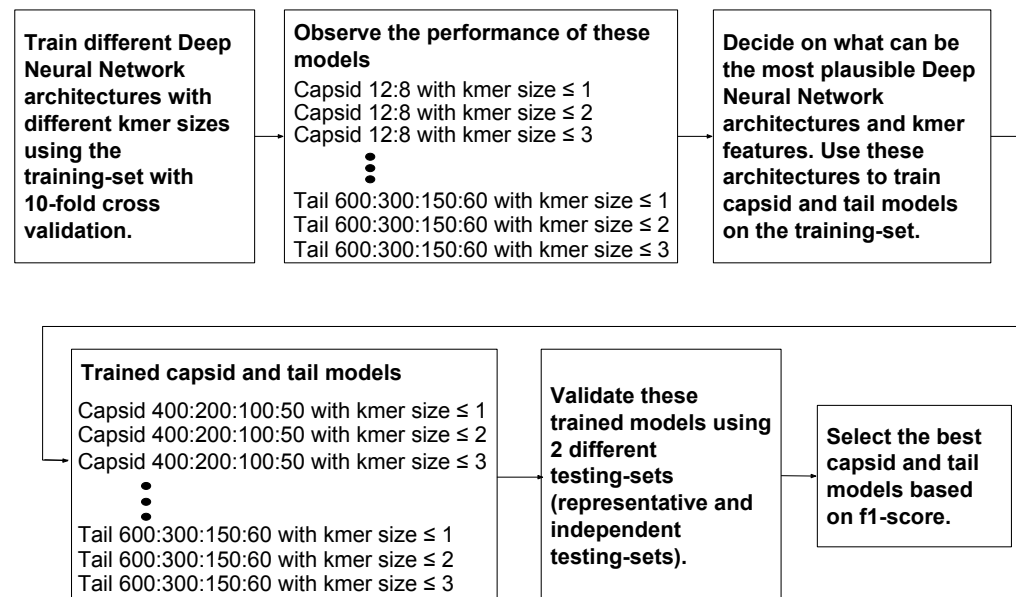 Train different Deep
Neural Network
architectures with
different kmer sizes
using the
training-set with
10-fold cross
validation.
Observe the performance of these
models
Capsid 12:8 with kmer size ≤ 1
Capsid 12:8 with kmer size ≤ 2
Capsid 12:8 with kmer size ≤ 3
Tail 600:300:150:60 with kmer size ≤ 1
Tail 600:300:150:60 with kmer size ≤ 2
Tail 600:300:150:60 with kmer size ≤ 3
Decide on what can be
the most plausible Deep
Neural Network
architectures and kmer
features. Use these
architectures to train
capsid and tail models
on the training-set.
Trained capsid and tail models
Capsid 400:200:100:50 with kmer size ≤ 1
Capsid 400:200:100:50 with kmer size ≤ 2
Capsid 400:200:100:50 with kmer size ≤ 3
Tail 600:300:150:60 with kmer size ≤ 1
Tail 600:300:150:60 with kmer size ≤ 2
Tail 600:300:150:60 with kmer size ≤ 3
Validate these
trained models using
2 different
testing-sets
(representative and
independent
testing-sets).
Select the best
capsid and tail
models based
on f1-score.